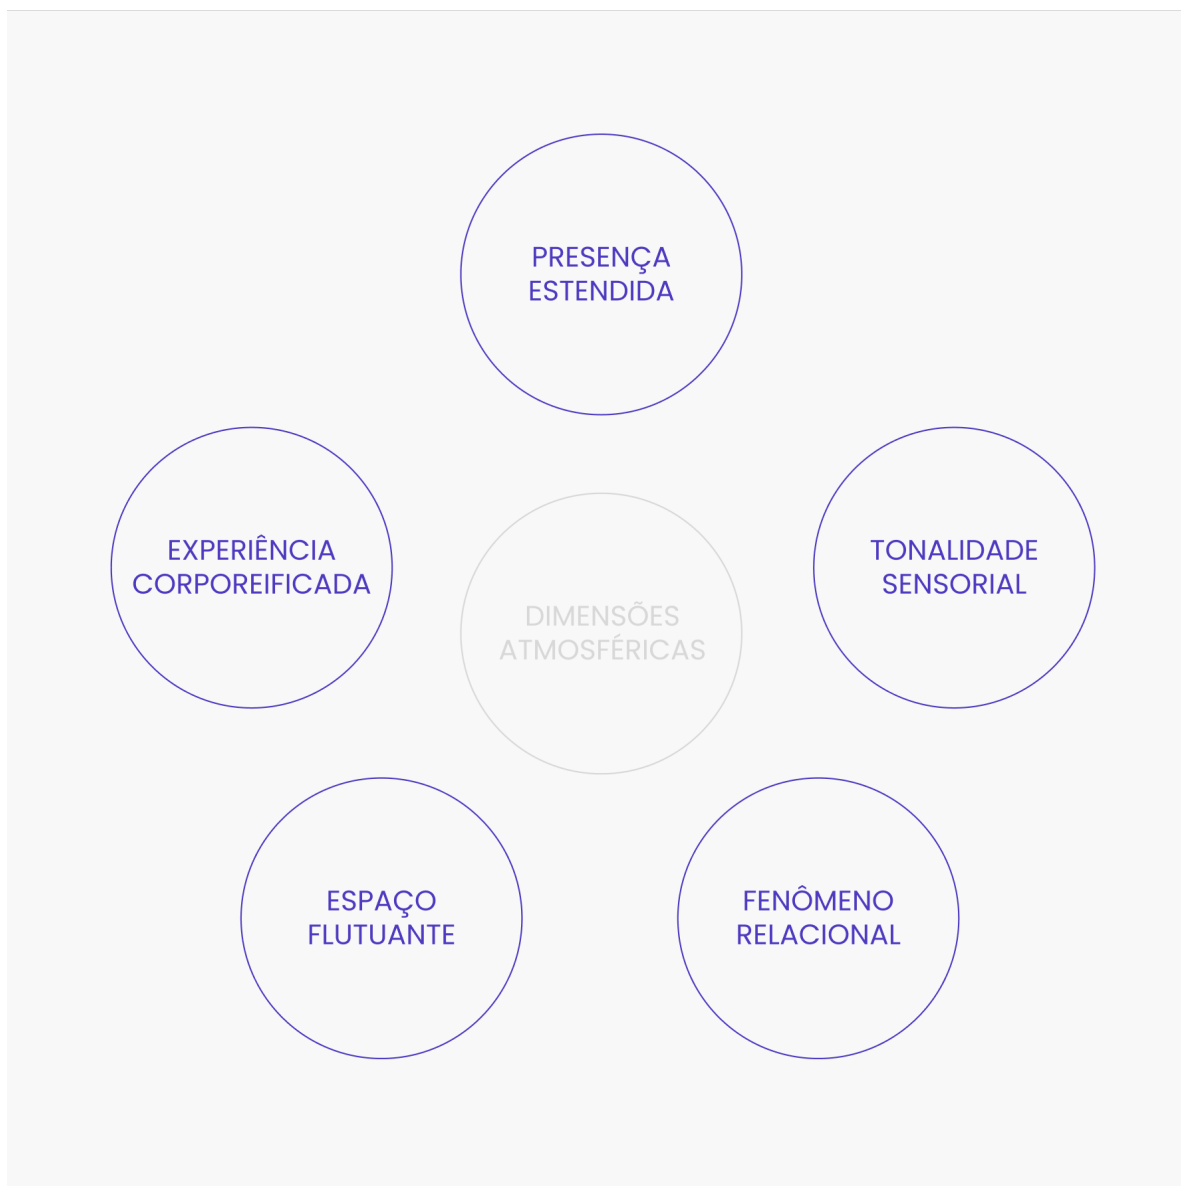 PRESENÇA
ESTENDIDA
EXPERIÊNCIA
CORPOREIFICADA
TONALIDADE
SENSORIAL
DIMENSÕES
ATMOSFÉRICAS
ESPAÇO
FLUTUANTE
FENÔMENO
RELACIONAL